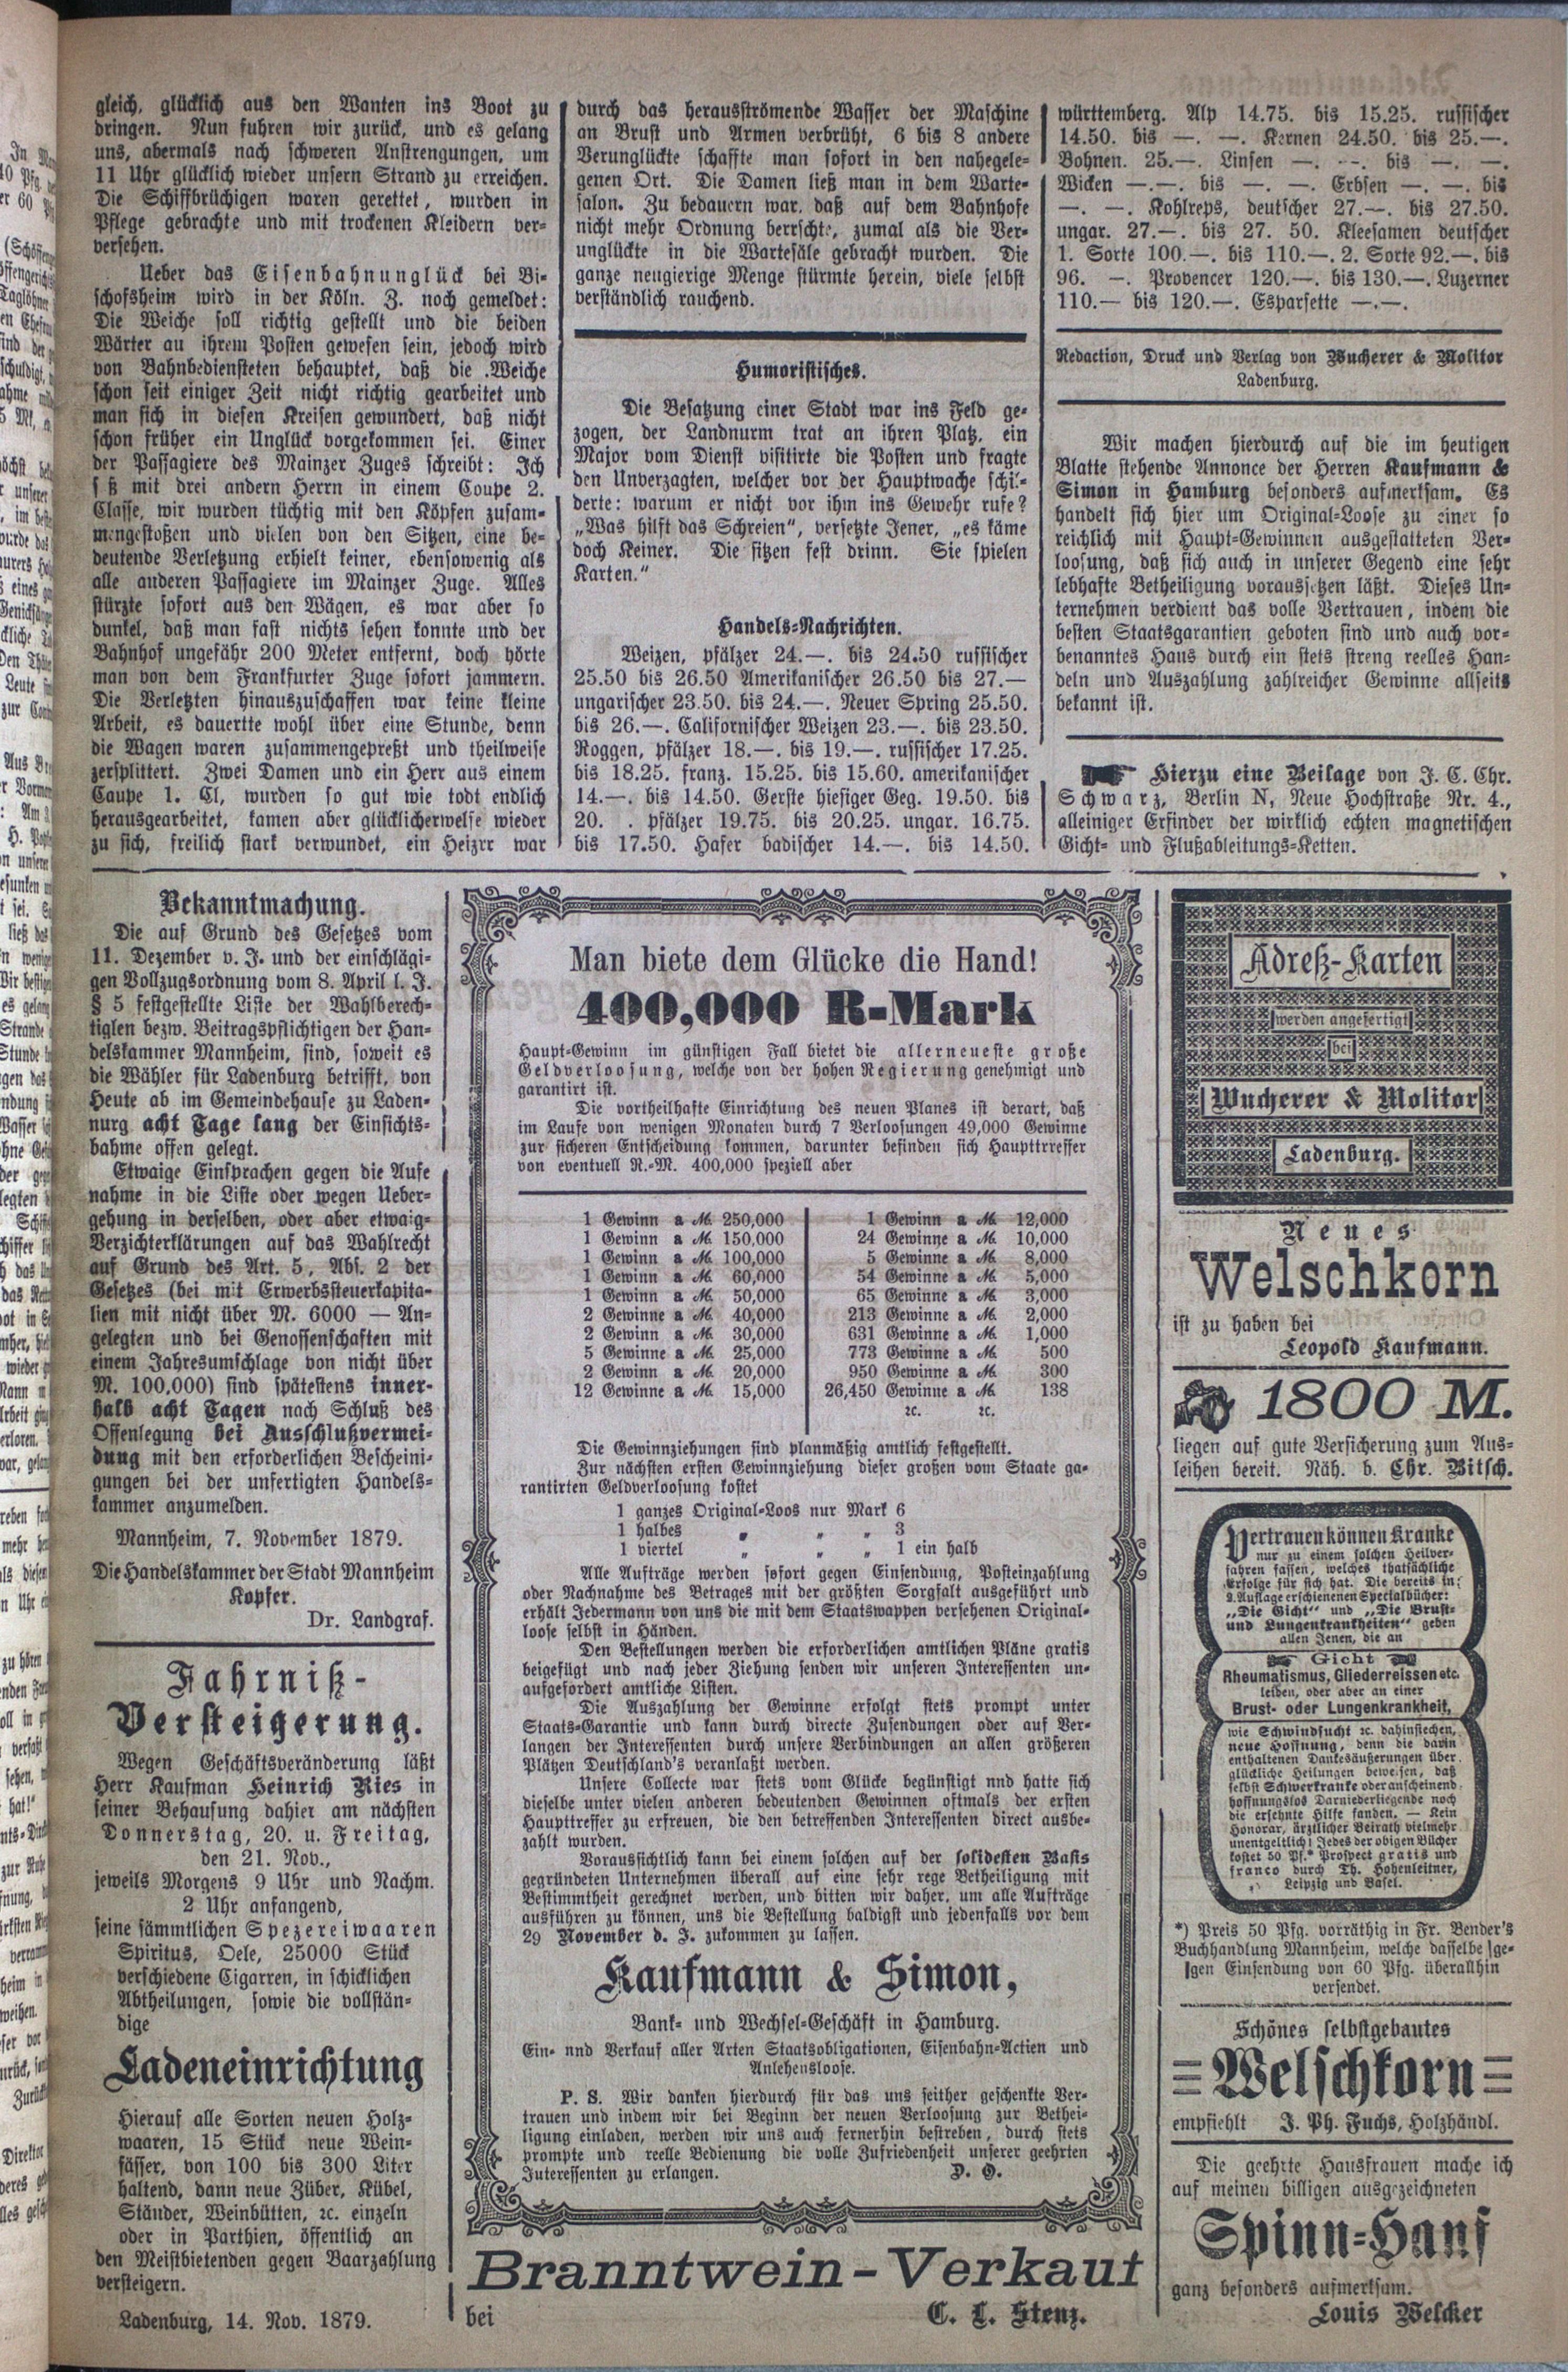 gleich, glücklich aus den Wanten ins Boot zu
dringen. Nun fuhren wir zurück, und es gelang
uns, abermals nach schweren Anstrengungen, um
11 Uhr glücklich wieder unsern Strand zu erreichen.
Die Schiffbrüchigen waren gerettet, wurden in
Pflege gebrachte und mit trockenen Kleidern ver-
versehen.
Ueber das Eisenbahnunglück bei Bi-
schofsheim wird in der Köln. Z. noch gemeldet:
Die Weiche soll richtig gestellt und die beiden
Wärter au ihrem Posten gewesen sein, jedoch wird
von Bahnbediensteten behauptet, daß die .Weiche
schon seit einiger Zeit nicht richtig gearbeitet und
man sich in diesen Kreisen gewundert, daß nicht
schon früher ein Unglück vorgekommen sei. Einer
der Passagiere des Mainzer Zuges schreibt: Ich
s ß mit drei andern Herrn in einem Coupe 2.
Classe, wir wurden tüchtig mit den Köpfen zusam-
mengestoßen und vielen von den Sitzen, eine be-
deutende Verletzung erhielt keiner, ebensowenig als
alle anderen Passagiere im Mainzer Zuge. Alles
stürzte sofort aus den Wägen, es war aber so
dunkel, daß man fast nichts sehen konnte und der
Bahnhof ungefähr 200 Meter entfernt, doch hörte
man von dem Frankfurter Zuge sofort jammern.
Die Verletzten hinauszuschaffen war keine kleine
Arbeit, es dauertte wohl über eine Stunde, denn
die Wagen waren zusammengepreßt und theilweise
zersplittert. Zwei Damen und ein Herr aus einem
Caupe 1. Cl, wurden so gut wie todt endlich
herausgearbeitet, kamen aber glücklicherwelse wieder
zu sich, freilich stark verwundet, ein Heizrr war
durch das herausströmende Wasser der Maschine
an Brust und Armen verbrüht, 6 bis 8 andere
Verunglückte schaffte man sofort in den nahegele-
genen Ort. Die Damen ließ man in dem Warte-
salon. Zu bedauern war, daß auf dem Bahnhofe
nicht mehr Ordnung herrschte, zumal als die Ver-
unglückte in die Wartesäle gebracht wurden. Die
ganze neugierige Menge stürmte herein, viele selbst
verständlich rauchend.
Humoristisches.
Die Besatzung einer Stadt war ins Feld ge-
zogen, der Landnurm trat an ihren Platz, ein
Major vom Dienst visitirte die Posten und fragte
den Unverzagten, welcher vor der Hauptwache schil-
derte: warum er nicht vor ihm ins Gewehr rufe?
„Was hilft das Schreien“, versetzte Jener, „es käme
doch Keiner. Die sitzen fest drinn. Sie spielen
Karten.“
Handels-Nachrichten.
Weizen, pfälzer 24.—. bis 24.50 russischer
25.50 bis 26.50 Amerikanischer 26.50 bis 27.—
ungarischer 23.50. bis 24.—. Neuer Spring 25.50.
bis 26.—. Californischer Weizen 23.—. bis 23.50.
Roggen, pfälzer 18.—. bis 19.—. russischer 17.25.
bis 18.25. franz. 15.25. bis 15.60. amerikanischer
14.—. bis 14.50. Gerste hiesiger Geg. 19.50. bis
20. . pfälzer 19.75. bis 20.25. ungar. 16.75.
bis 17.50. Hafer badischer 14.—. bis 14.50.
württemberg. Alp 14.75. bis 15.25. russischer
14.50. bis —. —. Kernen 24.50. bis 25.—.
Bohnen. 25.—. Linsen —. —. bis —. —.
Wicken —.—. bis —. —. Erbsen —. —. bis
—. —. Kohlreps, deutscher 27.—. bis 27.50.
ungar. 27.—. bis 27. 50. Kleesamen deutscher
1. Sorte 100.—. bis 110.—. 2. Sorte 92.—. bis
96. —. Provencer 120.—. bis 130.—. Luzerner
110.— bis 120.—. Esparsette —.—.
Redaction, Druck und Verlag von Wucherer & Molitor
Ladenburg.
Wir machen hierdurch auf die im heutigen
Blatte stehende Annonce der Herren Kaufmann &
Simon in Hamburg besonders aufmerksam. Es
handelt sich hier um Original-Loose zu einer so
reichlich mit Haupt-Gewinnen ausgestatteten Ver-
loosung, daß sich auch in unserer Gegend eine sehr
lebhafte Betheiligung voraussetzen läßt. Dieses Un-
ternehmen verdient das volle Vertrauen, indem die
besten Staatsgarantien geboten sind und auch vor-
benanntes Haus durch ein stets streng reelles Han-
deln und Auszahlung zahlreicher Gewinne allseits
bekannt ist.
Hierzu eine Beilage von J. C. Chr.
Schwarz, Berlin N, Neue Hochstraße Nr. 4.,
alleiniger Erfinder der wirklich echten magnetischen
Gicht- und Flußableitungs-Ketten.
Bekanntmachung.
Die auf Grund des Gesetzes vom
11. Dezember v. J. und der einschlägi-
gen Vollzugsordnung vom 8. April l. J.
§ 5 festgestellte Liste der Wahlberech-
tiglen bezw. Beitragspflichtigen der Han-
delskammer Mannheim, sind, soweit es
die Wähler für Ladenburg betrifft, von
Heute ab im Gemeindehause zu Laden-
nurg acht Tage lang der Einsichts-
bahme offen gelegt.
Etwaige Einsprachen gegen die Aufe
nahme in die Liste oder wegen Ueber-
gehung in derselben, oder aber etwaig-
Verzichterklärungen auf das Wahlrecht
auf Grund des Art. 5, Abs. 2 der
Gesetzes (bei mit Erwerbssteuerkapita-
lien mit nicht über M. 6000 — An-
gelegten und bei Genossenschaften mit
einem Jahresumschlage von nicht über
M. 100,000) sind spätestens inner-
halb acht Tagen nach Schluß des
Offenlegung bei Ausschlußvermei-
dung mit den erforderlichen Bescheini-
gungen bei der unfertigten Handels-
kammer anzumelden.
Mannheim, 7. November 1879.
Die Handelskammer der Stadt Mannheim
Kopfer.
Dr. Landgraf.
Fahrniß-
Versteigerung.
Wegen Geschäftsveränderung läßt
Herr Kaufman Heinrich Ries in
seiner Behausung dahier am nächsten
Donnerstag, 20. u. Freitag,
den 21. Nov.,
jeweils Morgens 9 Uhr und Nachm.
2 Uhr anfangend,
seine sämmtlichen Spezereiwaaren
Spiritus, Oele, 25000 Stück
verschiedene Cigarren, in schicklichen
Abtheilungen, sowie die vollstän-
dige
Ladeneinrichtung
Hierauf alle Sorten neuen Holz-
waaren, 15 Stück neue Wein-
fässer, von 100 bis 300 Liter
haltend, dann neue Züber, Kübel,
Ständer, Weinbütten, ꝛc. einzeln
oder in Parthien, öffentlich an
den Meistbietenden gegen Baarzahlung
versteigern.
Ladenburg, 14. Nov. 1879.
Man biete dem Glücke die Hand!
400,000 R-Mark
Haupt-Gewinn im günstigen Fall bietet die allerneueste große
Geldverloosung, welche von der hohen Regierung genehmigt und
garantirt ist.
Die vortheilhafte Einrichtung des neuen Planes ist derart, daß
im Laufe von wenigen Monaten durch 7 Verloosungen 49,000 Gewinne
zur sicheren Entscheidung kommen, darunter befinden sich Haupttrreffer
von eventuell R.-M. 400,000 speziell aber
1 Gewinn a M. 250,000
1 Gewinn a M. 150,000
1 Gewinn a M. 100,000
1 Gewinn a M. 60,000
1 Gewinn a M. 50,000
2 Gewinne a M. 40,000
2 Gewinn a M. 30,000
5 Gewinne a M. 25,000
2 Gewinn a M. 20,000
12 Gewinne a M. 15,000
1 Gewinn a M. 12,000
24 Gewinne a M. 10,000
5 Gewinne a M. 8,000
54 Gewinne a M. 5,000
65 Gewinne a M. 3,000
213 Gewinne a M. 2,000
631 Gewinne a M. 1,000
773 Gewinne a M. 500
950 Gewinne a M. 300
26,450 Gewinne a M. 138
ꝛc. ꝛc.
Die Gewinnziehungen sind planmäßig amtlich festgestellt.
Zur nächsten ersten Gewinnziehung dieser großen vom Staate ga-
rantirten Geldverloosung kostet
1 ganzes Original-Loos nur Mark 6
1 halbes „ „ „ 3
1 viertel „ „ „ 1 ein halb
Alle Aufträge werden sofort gegen Einsendung, Posteinzahlung
oder Nachnahme des Betrages mit der größten Sorgfalt ausgeführt und
erhält Jedermann von uns die mit dem Staatswappen versehenen Original-
loose selbst in Händen.
Den Bestellungen werden die erforderlichen amtlichen Pläne gratis
beigefügt und nach jeder Ziehung senden wir unseren Interessenten un-
aufgefordert amtliche Listen.
Die Auszahlung der Gewinne erfolgt stets prompt unter
Staats-Garantie und kann durch directe Zusendungen oder auf Ver-
langen der Interessenten durch unsere Verbindungen an allen größeren
Plätzen Deutschland's veranlaßt werden.
Unsere Collecte war stets vom Glücke begünstigt nnd hatte sich
dieselbe unter vielen anderen bedeutenden Gewinnen oftmals der ersten
Haupttreffer zu erfreuen, die den betreffenden Interessenten direct ausbe-
zahlt wurden.
Voraussichtlich kann bei einem solchen auf der solidesten Basis
gegründeten Unternehmen überall auf eine sehr rege Betheiligung mit
Bestimmtheit gerechnet werden, und bitten wir daher, um alle Aufträge
ausführen zu können, uns die Bestellung baldigst und jedenfalls vor dem
29 November d. J. zukommen zu lassen.
Kaufmann & Simon,
Bank- und Wechsel-Geschäft in Hamburg.
Ein- nnd Verkauf aller Arten Staatsobligationen, Eisenbahn-Actien und
Anlehensloose.
P. S. Wir danken hierdurch für das uns seither geschenkte Ver-
trauen und indem wir bei Beginn der neuen Verloosung zur Bethei-
ligung einladen, werden wir uns auch fernerhin bestreben, durch stets
prompte und reelle Bedienung die volle Zufriedenheit unserer geehrten
Juteressenten zu erlangen. D. O.
Branntwein-Verkauf
bei C. L. Stenz.
Adreß-Karten
werden angefertigt
bei
Wucherer & Molitor
Ladenburg.
Neues
Welschkorn
ist zu haben bei
Leopold Kaufmann.
1800 M.
liegen auf gute Versicherung zum Aus-
leihen bereit. Näh. b. Chr. Bitsch.
Vertrauen können Kranke
nur zu einem solchen Heilver-
fahren fassen, welches thatsächliche
Erfolge für sich hat. Die bereits in
9. Auflage erschienenen Specialbücher:
„Die Gicht“ und „Die Brust-
und Lungenkrankheiten“ geden
allen Jenen, die an
Gicht
Rheumatismus, Gliederreissen etc.
leiden, oder aber an einer
Brust- oder Lungenkrankheit,
wie Schwindsucht ꝛc. dahinsiechen,
neue Hoffnung, denn die darin
enthaltenen Dankesäußerungen über
glückliche Heilungen beweisen, daß
selbst Schwerkranke oder anscheinend
hoffnungslos Darniederliegende noch
die ersehnte Hilfe fanden. — Kein
Honorar, ärztlicher Beirath vielmehr
unentgeltlich! Jedes der obigen Bücher
kostet 50 Pf.* Prospect gratis und
franco durch Th. Hohenleitner,
Leipzig und Basel.
*) Preis 50 Pfg. vorräthig in Fr. Bender's
Buchhandlung Mannheim, welche dasselbe ge-
gen Einsendung von 60 Pfg. überallhin
versendet.
Schönes selbstgebautes
Welschkorn
empfiehlt J. Ph. Fuchs, Holzhändl.
Die geehrte Hausfrauen mache ich
auf meinen billigen ausgezeichneten
Spinn-Hanf
ganz besonders aufmerksam.
Louis Welcker